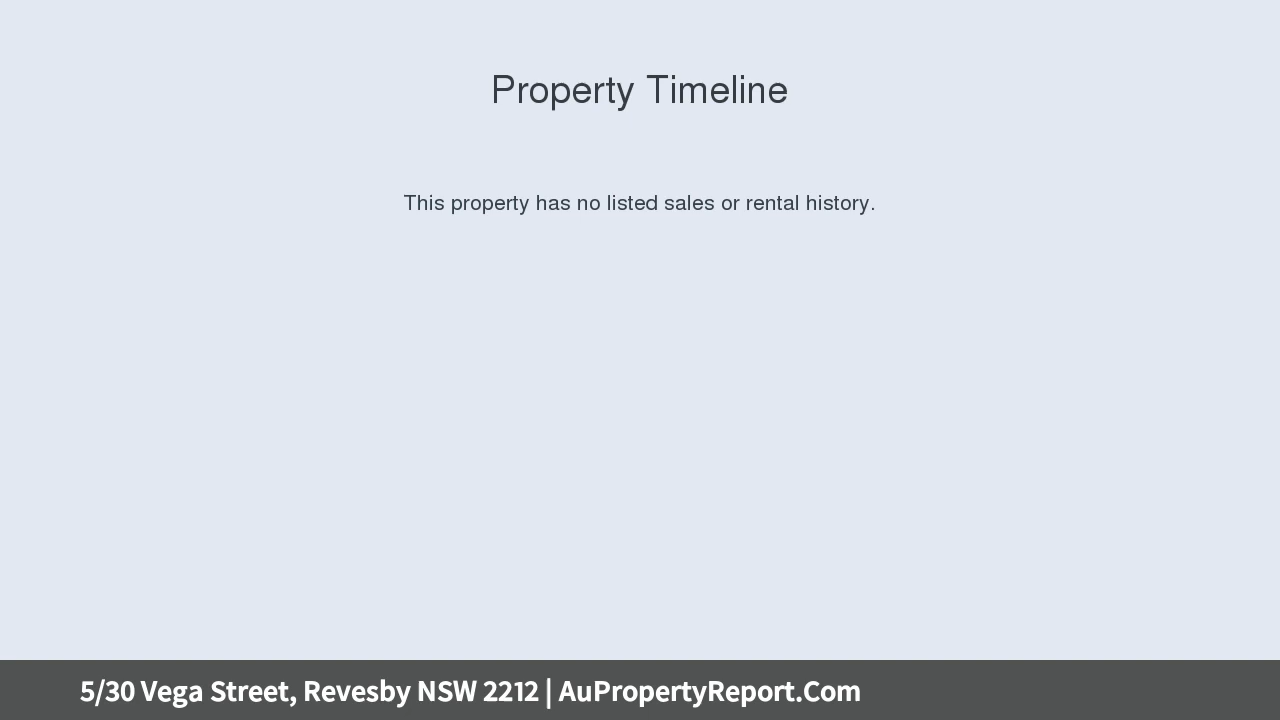 Property Timeline
This property has no listed sales or rental history.
5/30 Vega Street, Revesby NSW 2212 | AuPropertyReport.Com